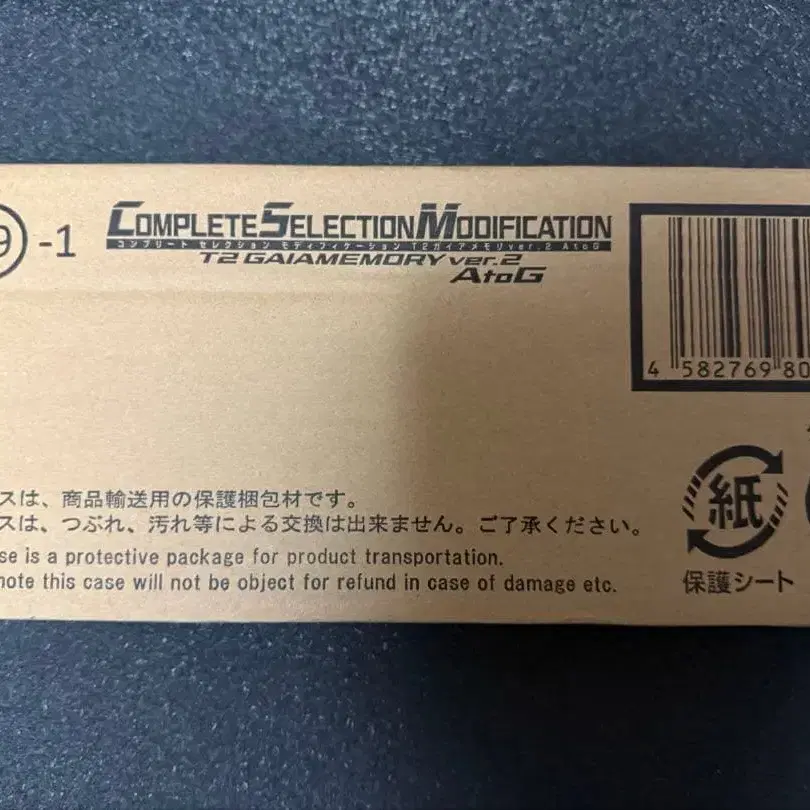 9 -1
COMPLETE SELECTION MODIFICATION
コンプリート セレクション モディフィケーション T2ガイアメモリver.2 AtoG
T2 GAIAMEMORY ver.2
AtoG
4 582769 80
スは、商品輸送用の保護梱包材です。
スは、つぶれ、汚れ等による交換は出来ません。ご了承ください。
se is a protective package for product transportation.
note this case will not be object for refund in case of damage etc.
紙
保護シート